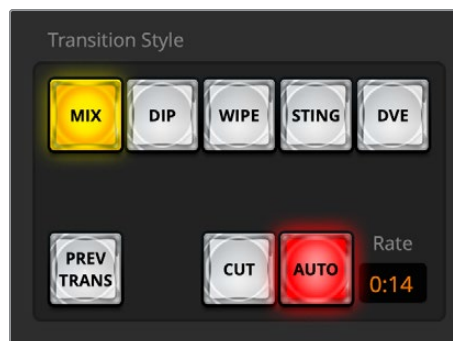 Transition Style
MIX
DIP
WIPE
STING
DVE
PREV
TRANS
CUT
AUTO
Rate
0:14